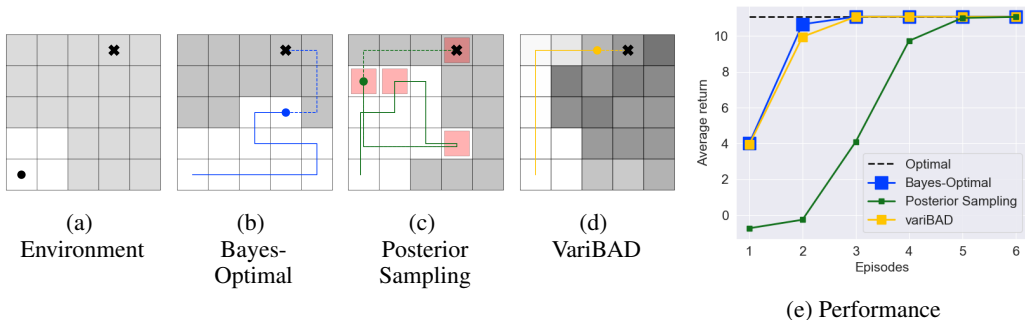 (a)
Environment
(b)
Bayes-
Optimal
(c)
Posterior
Sampling
(d)
VariBAD
Average return
10
8
6
4
2
0
Optimal
Bayes-Optimal
Posterior Sampling
variBAD
1 2 3 4 5 6
Episodes
(e) Performance